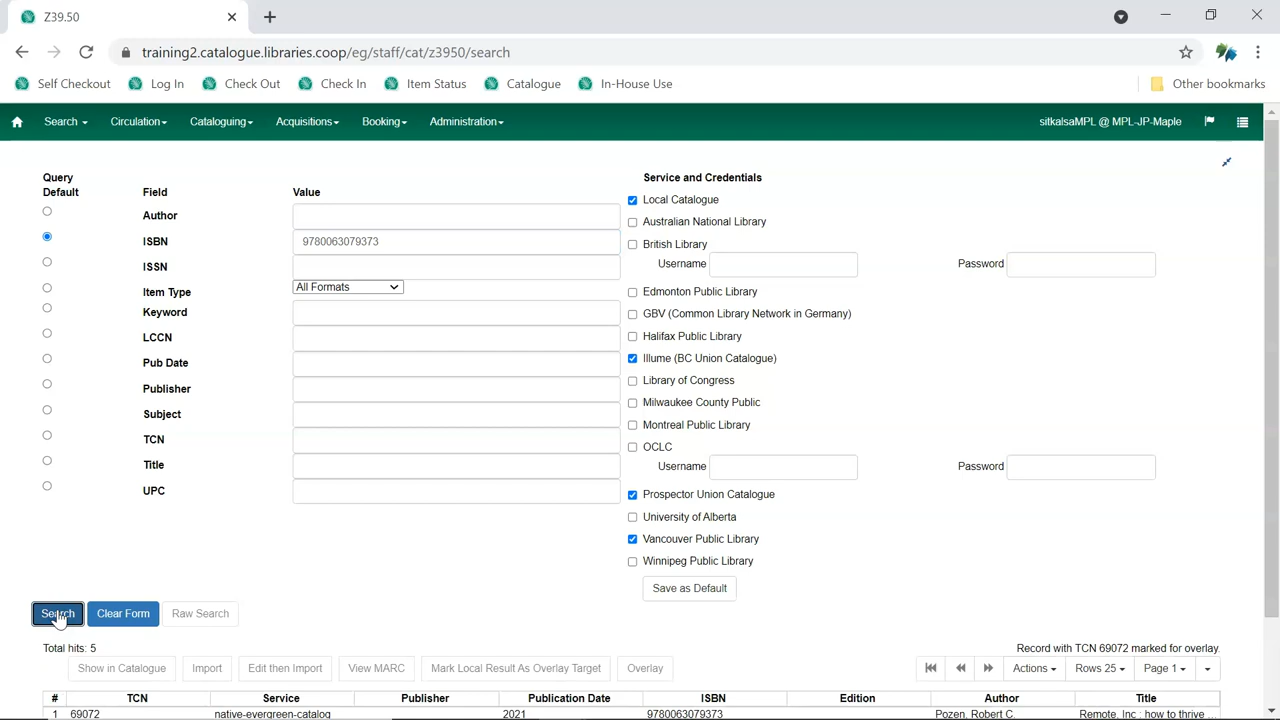 Z39.50
training2.catalogue.libraries.coop/eg/staff/cat/z3950/search
Self Checkout Log In Check Out Check In Item Status Catalogue In-House Use Other bookmarks
Search Circulation Cataloguing Acquisitions Booking Administration sitkalsaMPL @ MPL-JP-Maple
Query Service and Credentials
Default Field Value
Local Catalogue
Author
Australian National Library
ISBN 9780063079373
British Library
Username Password
ISSN
Item Type All Formats
Edmonton Public Library
Keyword
GBV (Common Library Network in Germany)
LCCN
Halifax Public Library
Pub Date
Illume (BC Union Catalogue)
Library of Congress
Publisher
Milwaukee County Public
Subject
Montreal Public Library
TCN
OCLC
Title
Username Password
UPC
Prospector Union Catalogue
University of Alberta
Vancouver Public Library
Winnipeg Public Library
Save as Default
Search Clear Form Raw Search
Total hits: 5 Record with TCN 69072 marked for overlay.
Show in Catalogue Import Edit then Import View MARC Mark Local Result As Overlay Target Overlay Actions Rows 25 Page 1
# TCN Service Publisher Publication Date ISBN Edition Author Title
1 69072 native-evergreen-catalog 2021 9780063079373 Pozen, Robert C. Remote, Inc : how to thrive ...